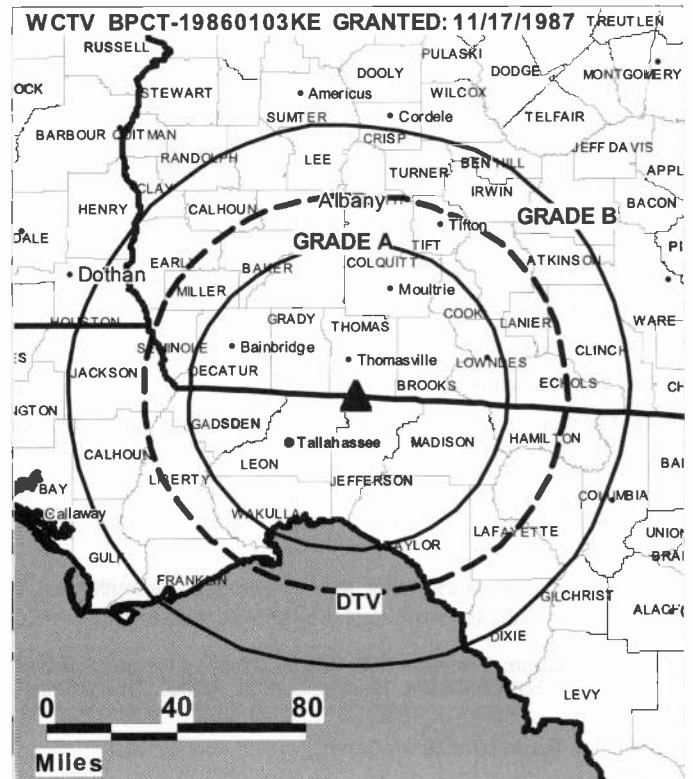 WCTV BPCT-19860103KE GRANTED: 11/17/1987
TREUTLEN
RUSSELL
PULASKI
DOOLY
DODGE
MONTGOMERY
OCK
STEWART
Americus
WILCOX
TELFAIR
SUMTER
Cordele
BARBOUR
QUITMAN
CRISP
JEFF DAVIS
RANDOLPH
LEE
BEN HILL
TURNER
APPL
CLAY
IRWIN
HENRY
CALHOUN
Albany
BACON
GRADE B
Tifton
DALE
GRADE A
TIFT
EARLY
BAKER
COLQUITT
ATKINSON
Dothan
MILLER
Moultrie
COOK
HOUSTON
GRADY
THOMAS
LANIER
WARE
SEMINOLE
Bainbridge
Thomasville
LOWNDES
CLINCH
JACKSON
DECATUR
BROOKS
ECHOLS
CH
NGTON
GADSDEN
Tallahassee
MADISON
HAMILTON
CALHOUN
LEON
BAY
LIBERTY
JEFFERSON
COLUMBIA
Callaway
WAKULLA
LAFAYETTE
UNION
GULF
TAYLOR
BRA
FRANKLIN
GILCHRIST
DTV
ALACH
DIXIE
LEVY
0 40 80
Miles